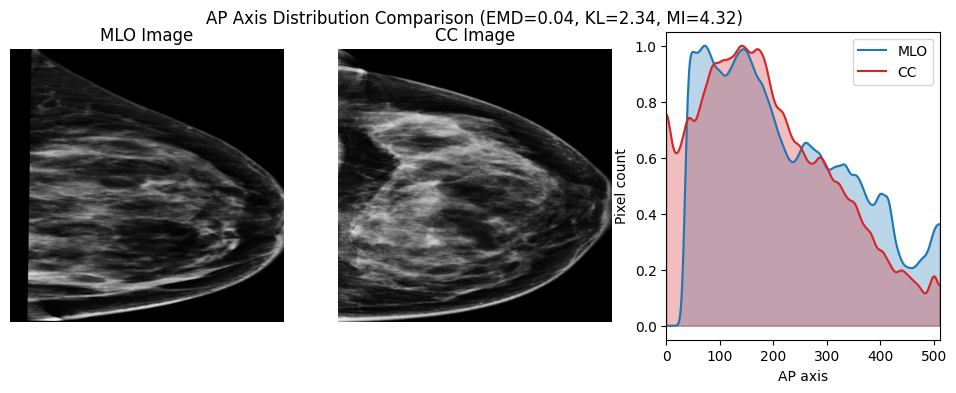 AP Axis Distribution Comparison (EMD=0.04, KL=2.34, MI=4.32)
MLO Image
CC Image
MLO
CC
Pixel count
1.0
0.8
0.6
0.4
0.2
0.0
0 100 200 300 400 500
AP axis